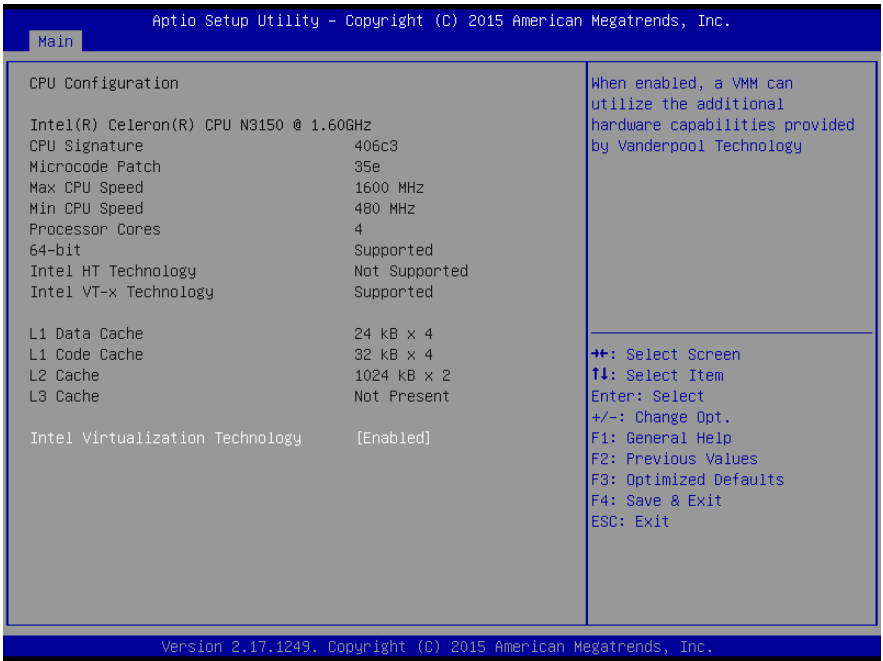 Aptio Setup Utility – Copyright (C) 2015 American Megatrends, Inc.
Main
CPU Configuration
Intel(R) Celeron(R) CPU N3150 @ 1.60GHz
CPU Signature 406c3
Microcode Patch 35e
Max CPU Speed 1600 MHz
Min CPU Speed 480 MHz
Processor Cores 4
64-bit Supported
Intel HT Technology Not Supported
Intel VT-x Technology Supported
L1 Data Cache 24 kB x 4
L1 Code Cache 32 kB x 4
L2 Cache 1024 kB x 2
L3 Cache Not Present
Intel Virtualization Technology [Enabled]
When enabled, a VMM can
utilize the additional
hardware capabilities provided
by Vanderpool Technology
→←: Select Screen
↑↓: Select Item
Enter: Select
+/-: Change Opt.
F1: General Help
F2: Previous Values
F3: Optimized Defaults
F4: Save & Exit
ESC: Exit
Version 2.17.1249. Copyright (C) 2015 American Megatrends, Inc.